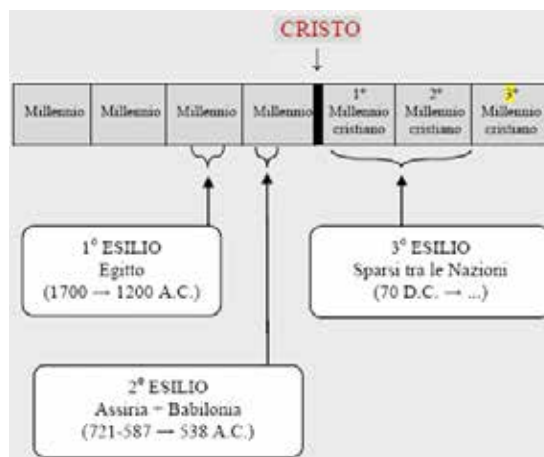 CRISTO
↓
Millennio
Millennio
Millennio
Millennio
1° Millennio cristiano
2° Millennio cristiano
3° Millennio cristiano
1° ESILIO
Egitto
(1700 → 1200 A.C.)
3° ESILIO
Sparsi tra le Nazioni
(70 D.C. → ...)
2° ESILIO
Assiria + Babilonia
(721-587 → 538 A.C.)